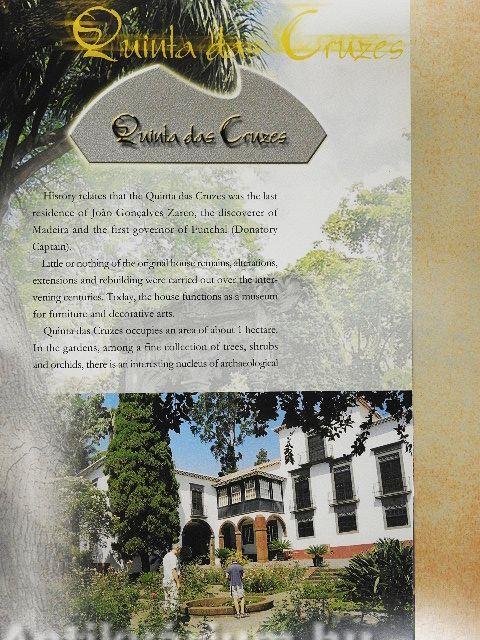 Quinta das Cruzes
Quinta das Cruzes
History relates that the Quinta das Cruzes was the last
residence of João Gonçalves Zarco, the discoverer of
Madeira and the first governor of Funchal (Donatory
Captain).
Little or nothing of the original house remains, alterations,
extensions and rebuilding were carried out over the inter-
vening centuries. Today, the house functions as a museum
for furniture and decorative arts.
Quinta das Cruzes occupies an area of about 1 hectare.
In the gardens, among a fine collection of trees, shrubs
and orchids, there is an interesting nucleus of archaeological